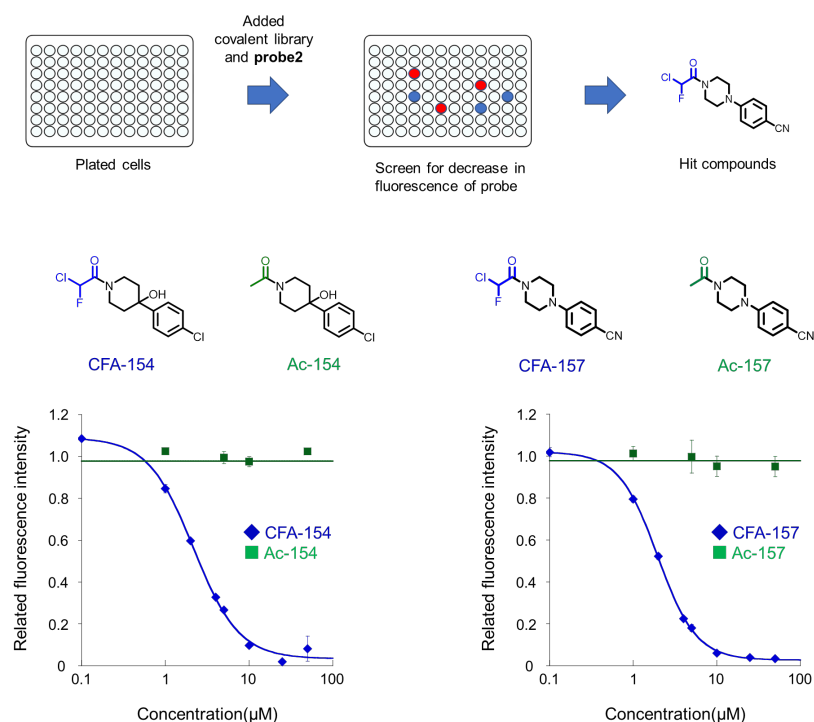 Added
covalent library
and probe2
Plated cells
Screen for decrease in
fluorescence of probe
Hit compounds
Cl
O
F
N
N
CN
Cl
O
F
N
OH
Cl
CFA-154
O
N
OH
Cl
Ac-154
Cl
O
F
N
N
CN
CFA-157
O
N
N
CN
Ac-157
Related fluorescence intensity
1.2
1.0
0.8
0.6
0.4
0.2
0
CFA-154
Ac-154
0.1
1
10
100
Concentration(μM)
Related fluorescence intensity
1.2
1.0
0.8
0.6
0.4
0.2
0
CFA-157
Ac-157
0.1
1
10
100
Concentration(μM)